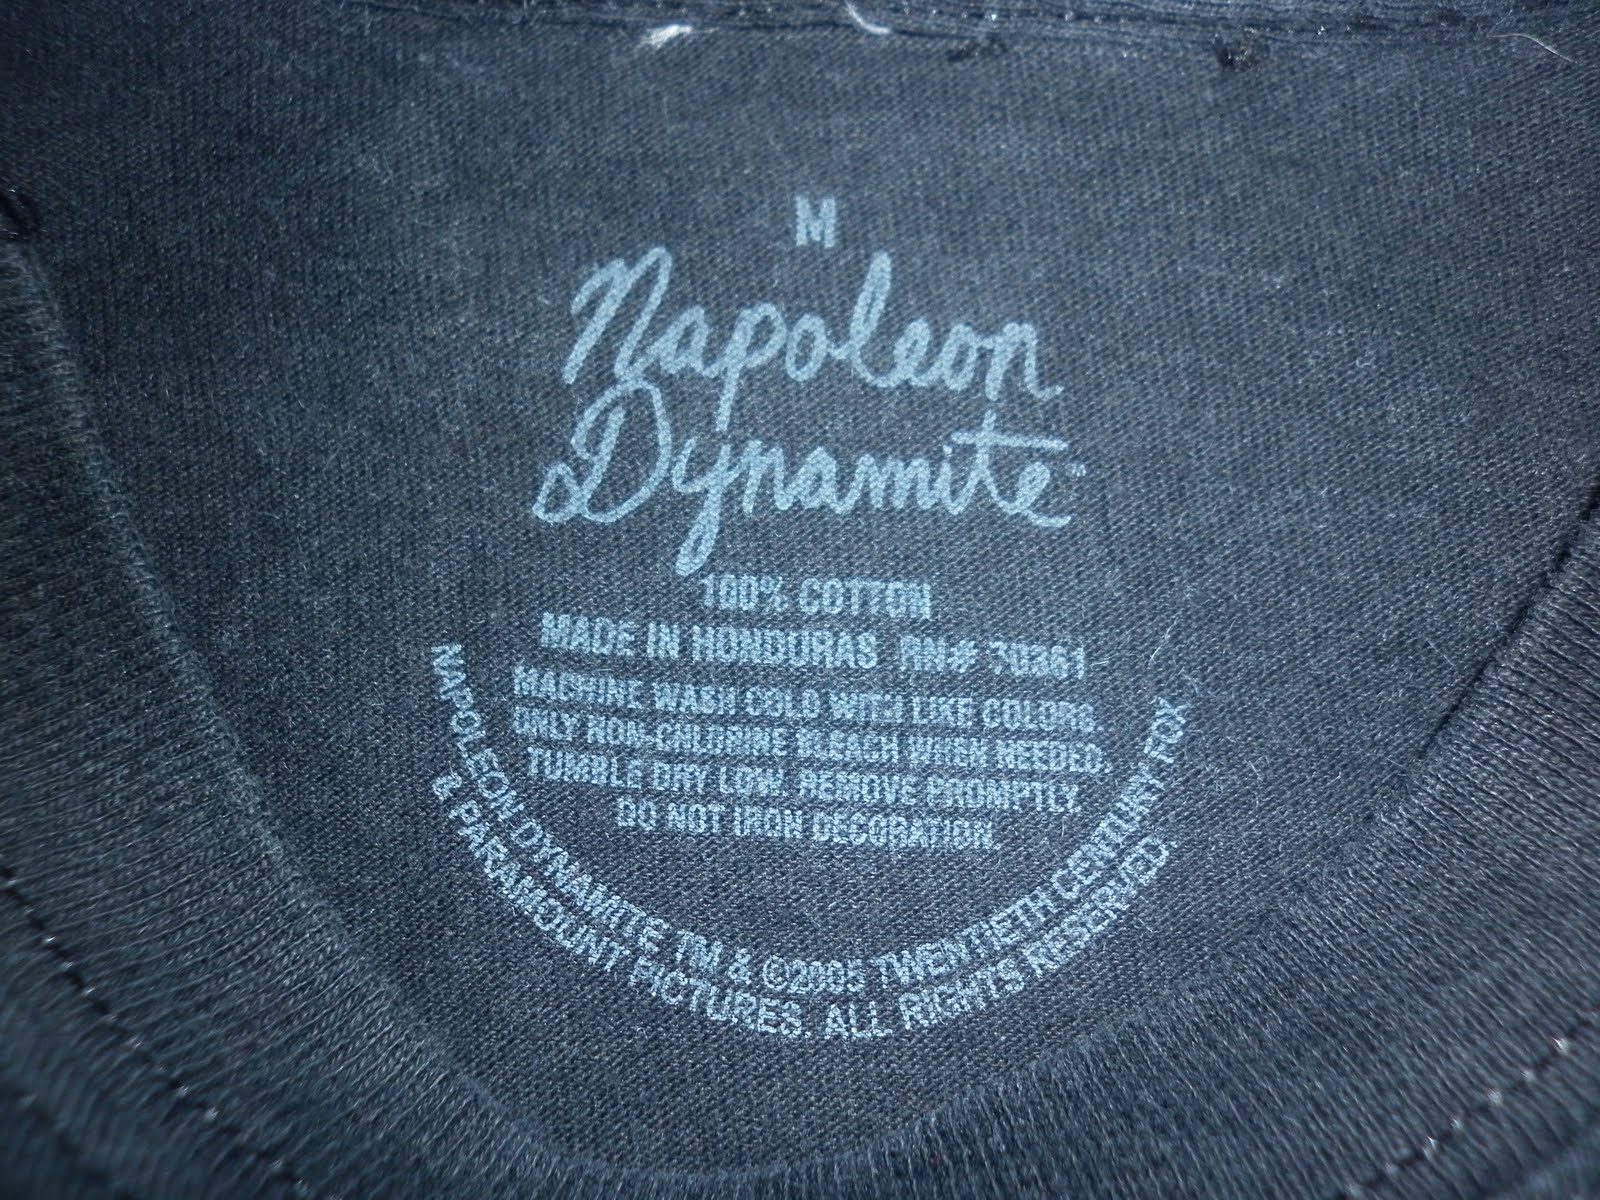 M
Napoleon
Dynamite™
100% COTTON
MADE IN HONDURAS RN# 70861
MACHINE WASH COLD WITH LIKE COLORS.
ONLY NON-CHLORINE BLEACH WHEN NEEDED.
TUMBLE DRY LOW. REMOVE PROMPTLY.
DO NOT IRON DECORATION.
NAPOLEON DYNAMITE TM & ©2005 TWENTIETH CENTURY FOX
& PARAMOUNT PICTURES. ALL RIGHTS RESERVED.